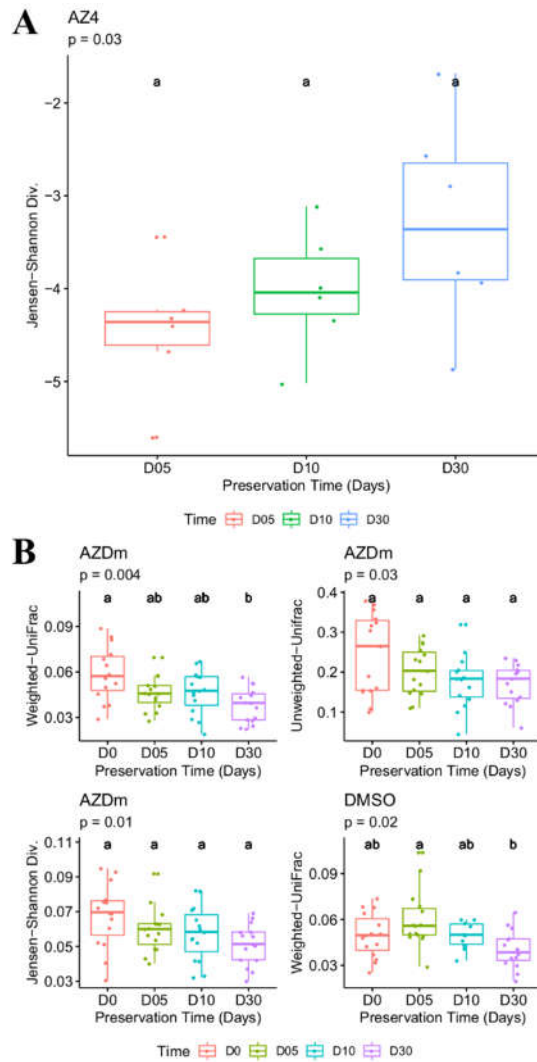 A
AZ4
p = 0.03
a a a
Jensen−Shannon Div.
−2
−3
−4
−5
D05 D10 D30
Preservation Time (Days)
Time D05 D10 D30
B
AZDm
p = 0.004
a ab ab b
Weighted−UniFrac
0.09
0.06
0.03
D0 D05 D10 D30
Preservation Time (Days)
AZDm
p = 0.03
a a a a
Unweighted−Unifrac
0.4
0.3
0.2
0.1
D0 D05 D10 D30
Preservation Time (Days)
AZDm
p = 0.01
a a a a
Jensen−Shannon Div.
0.11
0.09
0.07
0.05
0.03
D0 D05 D10 D30
Preservation Time (Days)
DMSO
p = 0.02
ab a ab b
Weighted−UniFrac
0.09
0.06
0.03
D0 D05 D10 D30
Preservation Time (Days)
Time D0 D05 D10 D30